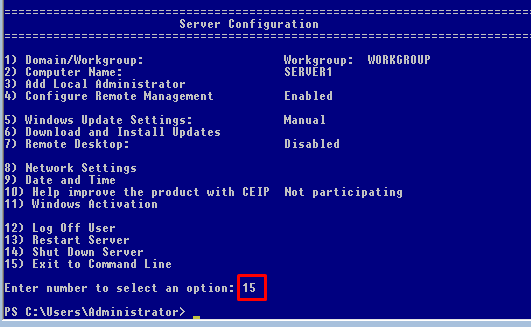 ===============================================================================
Server Configuration
===============================================================================
1) Domain/Workgroup: Workgroup: WORKGROUP
2) Computer Name: SERVER1
3) Add Local Administrator
4) Configure Remote Management Enabled
5) Windows Update Settings: Manual
6) Download and Install Updates
7) Remote Desktop: Disabled
8) Network Settings
9) Date and Time
10) Help improve the product with CEIP Not participating
11) Windows Activation
12) Log Off User
13) Restart Server
14) Shut Down Server
15) Exit to Command Line
Enter number to select an option: 15
PS C:\Users\Administrator> _